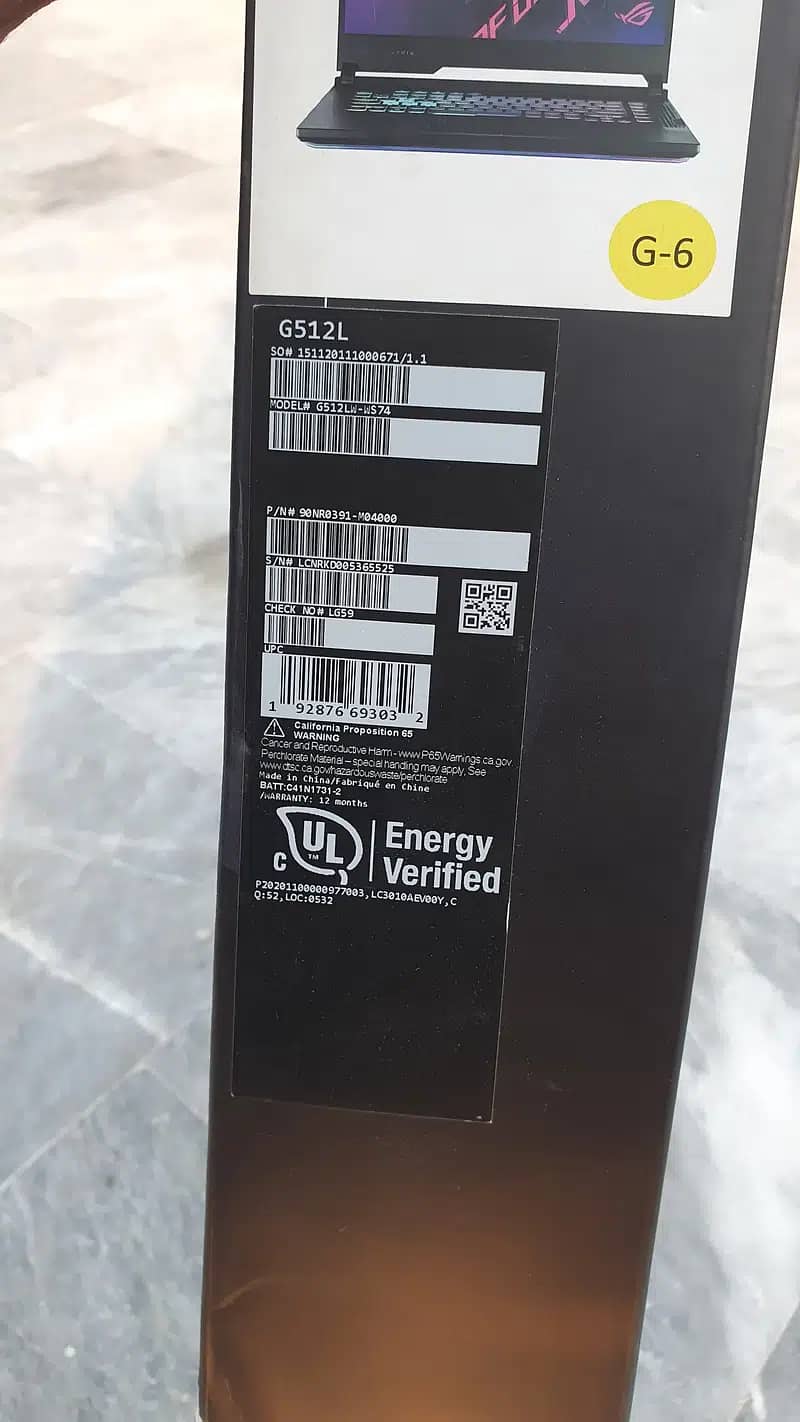 G-6
G512L
SO# 151120111000671/1.1
MODEL# G512LW-WS74
P/N# 90NR0391-M04000
S/N# LCNRKD005365525
CHECK NO# LG59
UPC
1 92876 69303 2
California Proposition 65
WARNING
Cancer and Reproductive Harm - www.P65Warnings.ca.gov
Perchlorate Material – special handling may apply, See
www.dtsc.ca.gov/hazardouswaste/perchlorate
Made in China/Fabriqué en Chine
BATT:C41N1731-2
/WARRANTY: 12 months
C UL TM
Energy
Verified
P20201100000977003,LC3010AEV00Y,C
Q:52,LOC:0532